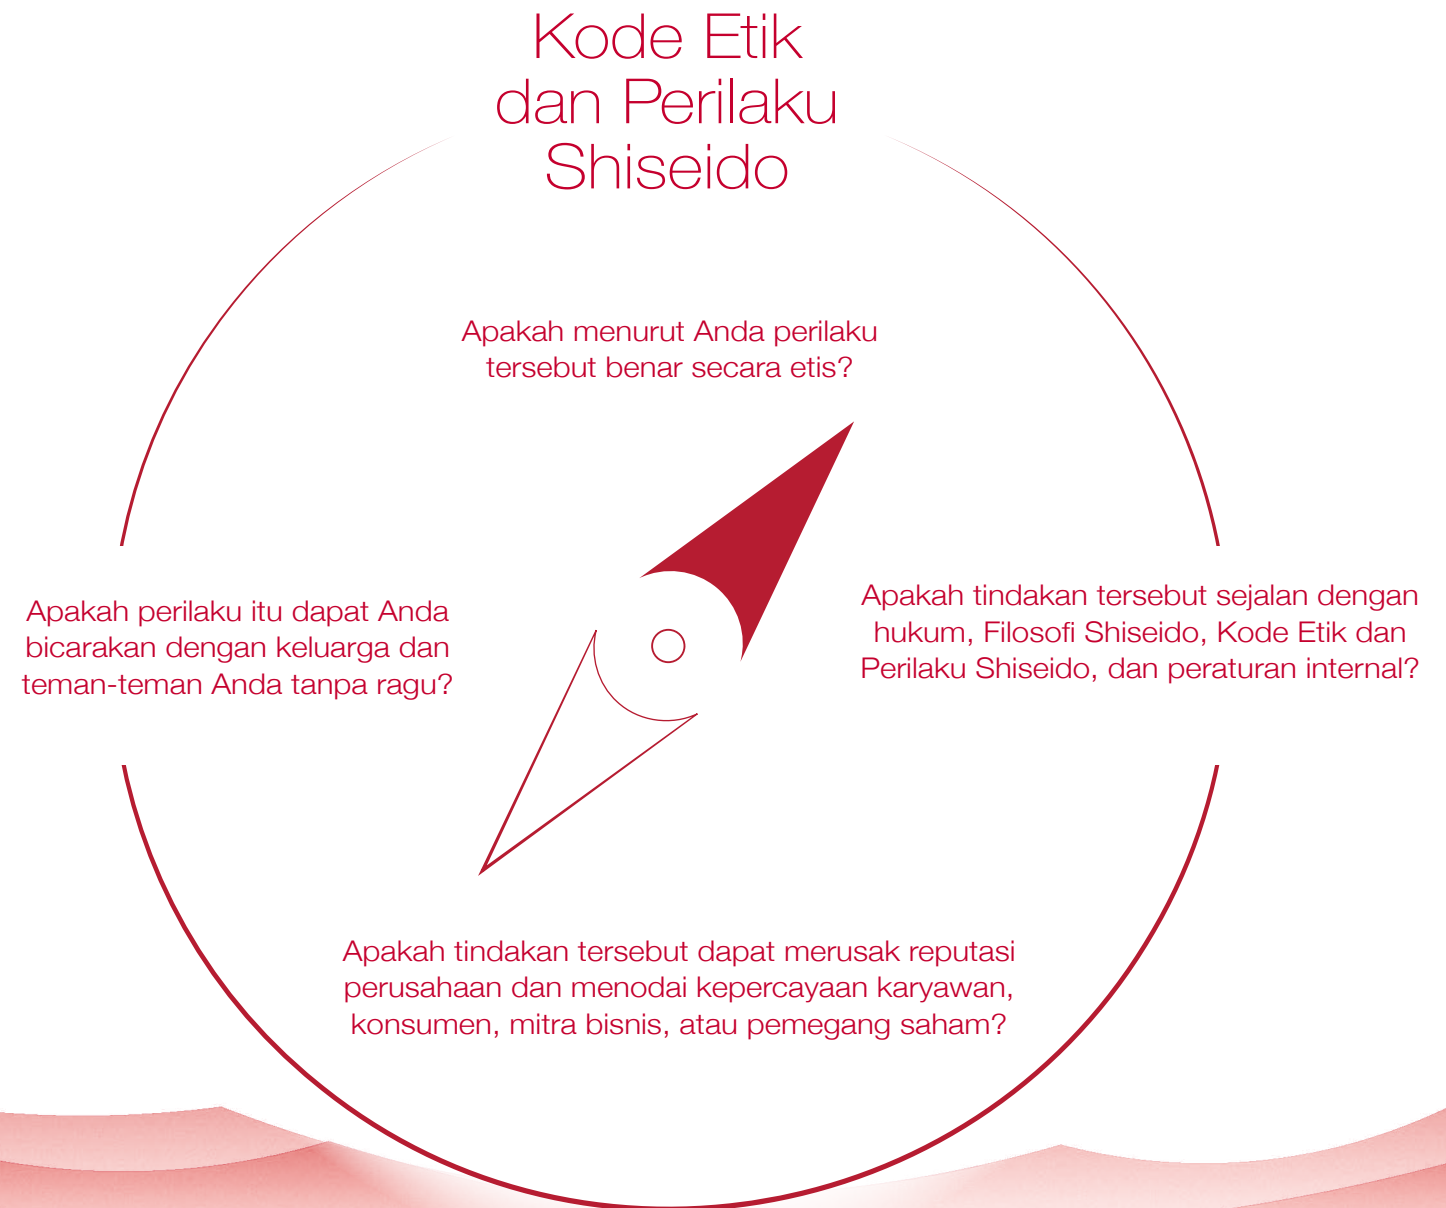 Kode Etik
dan Perilaku
Shiseido
Apakah menurut Anda perilaku
tersebut benar secara etis?
Apakah perilaku itu dapat Anda
bicarakan dengan keluarga dan
teman-teman Anda tanpa ragu?
Apakah tindakan tersebut sejalan dengan
hukum, Filosofi Shiseido, Kode Etik dan
Perilaku Shiseido, dan peraturan internal?
Apakah tindakan tersebut dapat merusak reputasi
perusahaan dan menodai kepercayaan karyawan,
konsumen, mitra bisnis, atau pemegang saham?